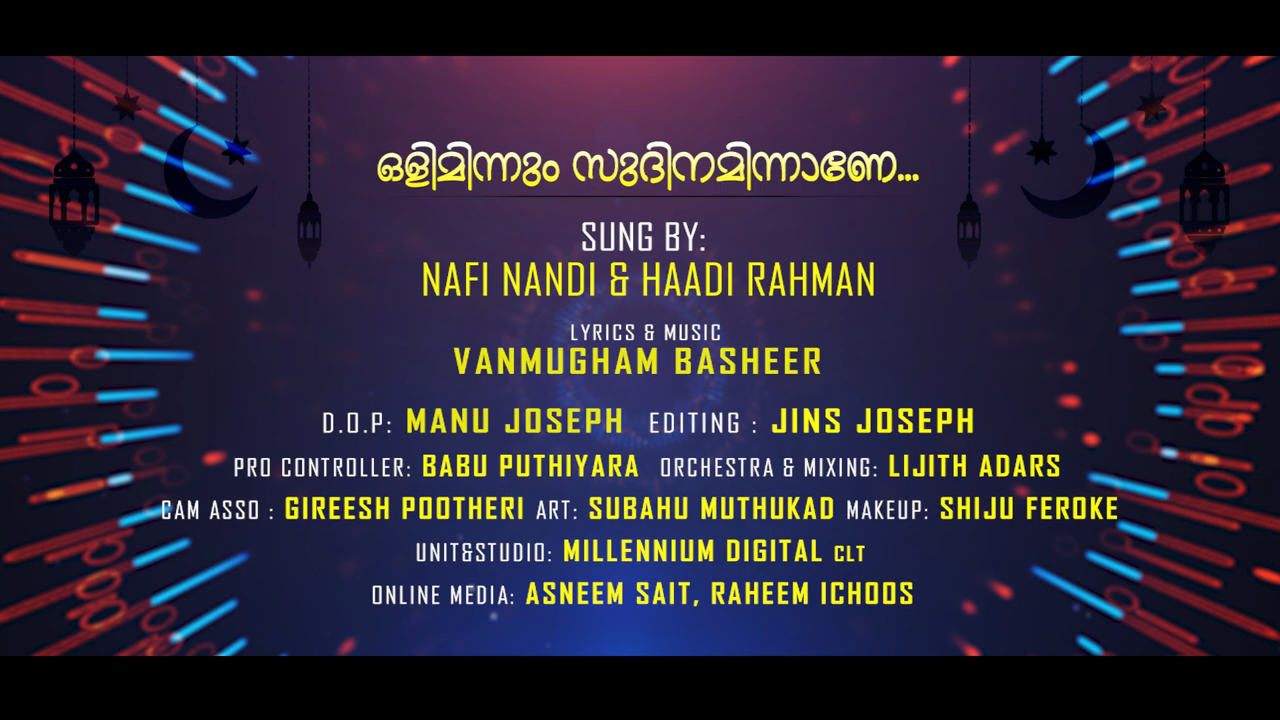 ഒളിമിന്നും സുദിനമിന്നാണേ...
SUNG BY:
NAFI NANDI & HAADI RAHMAN
LYRICS & MUSIC
VANMUGHAM BASHEER
D.O.P: MANU JOSEPH EDITING : JINS JOSEPH
PRO CONTROLLER: BABU PUTHIYARA ORCHESTRA & MIXING: LIJITH ADARS
CAM ASSO : GIREESH POOTHERI ART: SUBAHU MUTHUKAD MAKEUP: SHIJU FEROKE
UNIT&STUDIO: MILLENNIUM DIGITAL CLT
ONLINE MEDIA: ASNEEM SAIT, RAHEEM ICHOOS